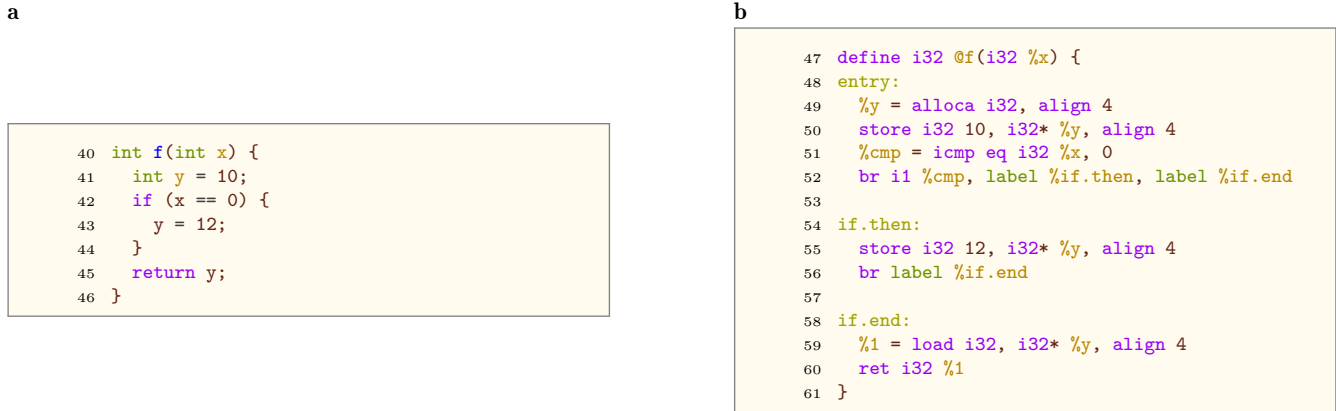 a
40 int f(int x) {
41   int y = 10;
42   if (x == 0) {
43     y = 12;
44   }
45   return y;
46 }
b
47 define i32 @f(i32 %x) {
48 entry:
49   %y = alloca i32, align 4
50   store i32 10, i32* %y, align 4
51   %cmp = icmp eq i32 %x, 0
52   br i1 %cmp, label %if.then, label %if.end
53
54 if.then:
55   store i32 12, i32* %y, align 4
56   br label %if.end
57
58 if.end:
59   %1 = load i32, i32* %y, align 4
60   ret i32 %1
61 }